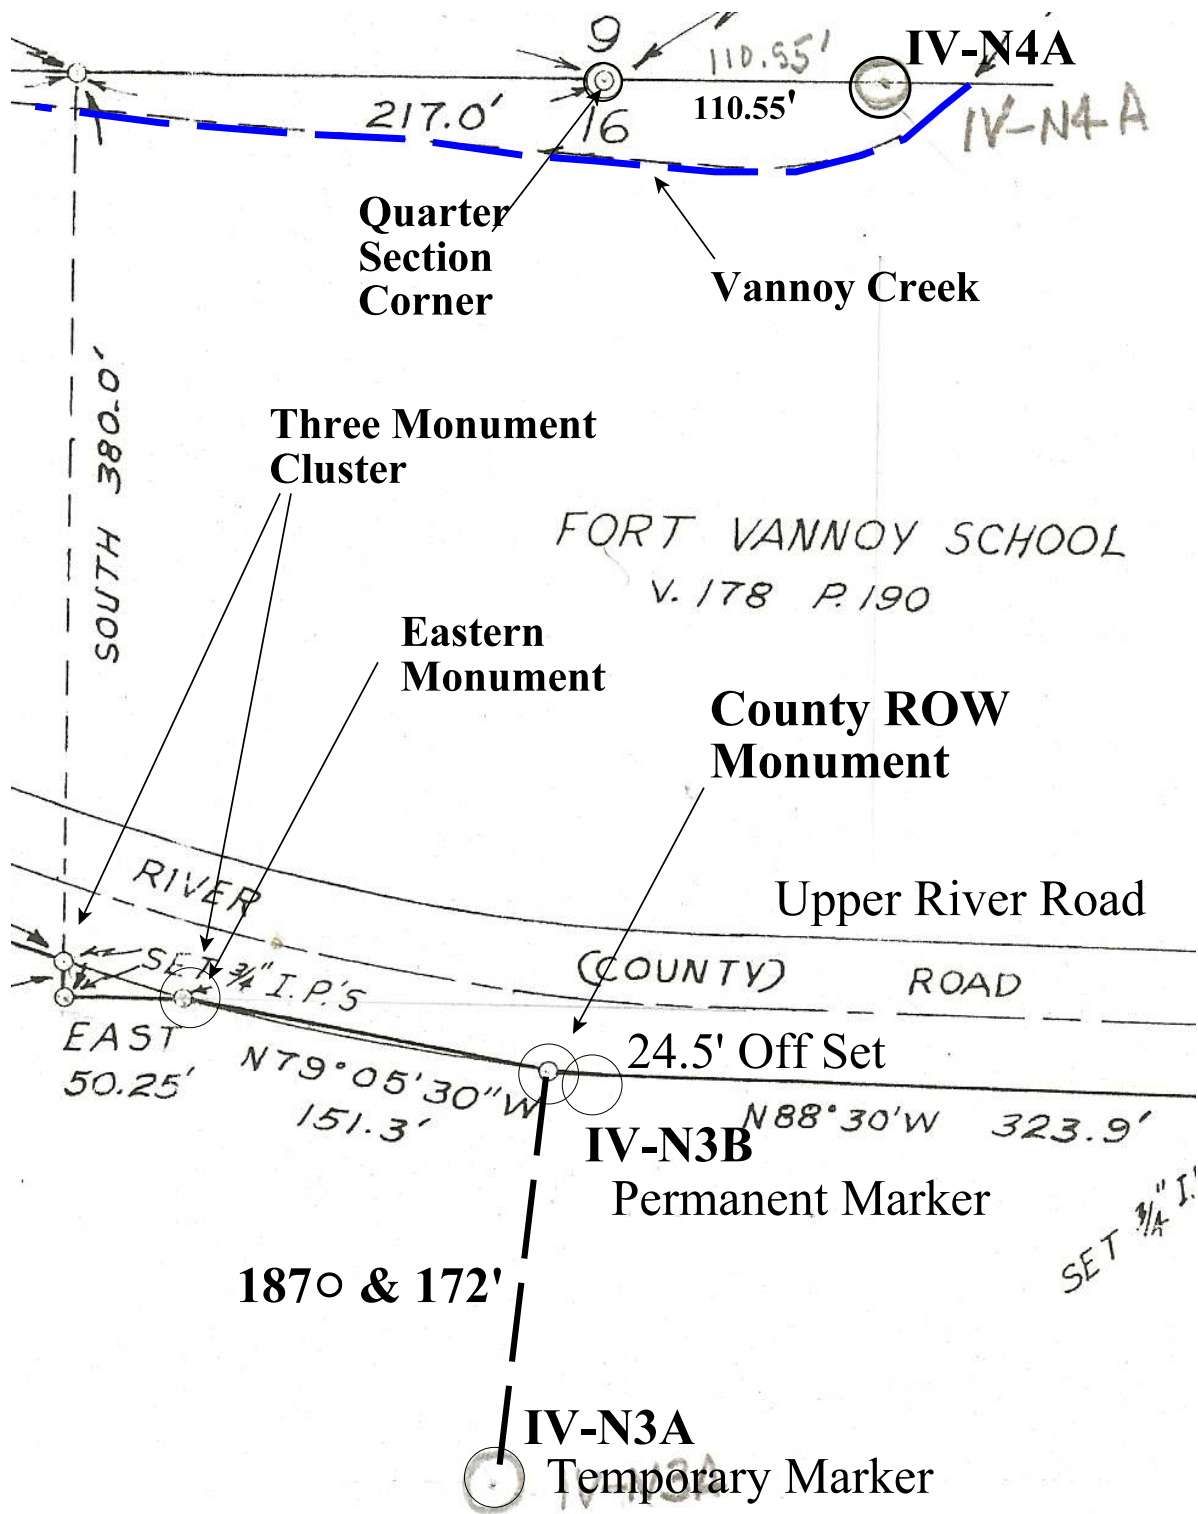 9
110.55'
IV-N4A
217.0'
16
110.55'
IV-N4A
Quarter
Section
Corner
Vannoy Creek
SOUTH 380.0'
Three Monument
Cluster
FORT VANNOY SCHOOL
V. 178 P. 190
Eastern
Monument
County ROW
Monument
RIVER
Upper River Road
(COUNTY) ROAD
SET 3/4" I.P.'S
EAST
50.25'
N79°05'30"W
151.3'
24.5' Off Set
N88°30'W 323.9'
IV-N3B
Permanent Marker
SET 3/4" I.
187○ & 172'
IV-N3A
Temporary Marker
IV-N3A